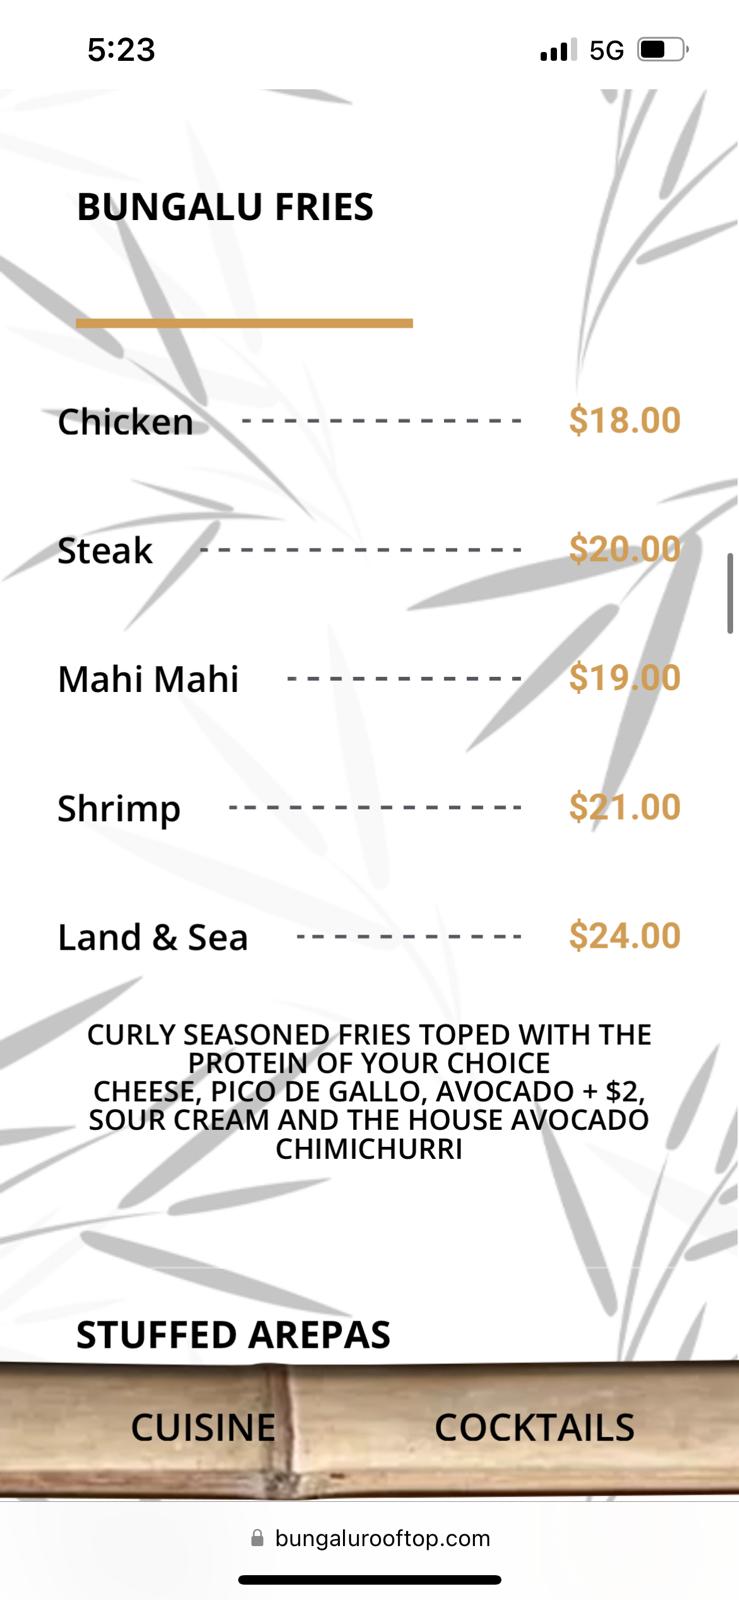 5:23 5G
BUNGALU FRIES
Chicken ------------- $18.00
Steak --------------- $20.00
Mahi Mahi ----------- $19.00
Shrimp -------------- $21.00
Land & Sea ---------- $24.00
CURLY SEASONED FRIES TOPED WITH THE
PROTEIN OF YOUR CHOICE
CHEESE, PICO DE GALLO, AVOCADO + $2,
SOUR CREAM AND THE HOUSE AVOCADO
CHIMICHURRI
STUFFED AREPAS
CUISINE COCKTAILS
bungalurooftop.com